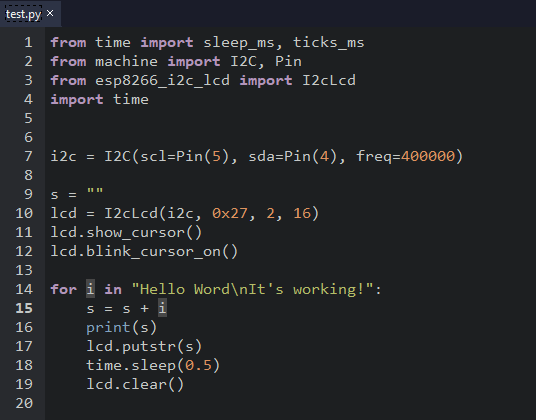 test.py ×
1 from time import sleep_ms, ticks_ms
2 from machine import I2C, Pin
3 from esp8266_i2c_lcd import I2cLcd
4 import time
5
6
7 i2c = I2C(scl=Pin(5), sda=Pin(4), freq=400000)
8
9 s = ""
10 lcd = I2cLcd(i2c, 0x27, 2, 16)
11 lcd.show_cursor()
12 lcd.blink_cursor_on()
13
14 for i in "Hello Word\nIt's working!":
15     s = s + i
16     print(s)
17     lcd.putstr(s)
18     time.sleep(0.5)
19     lcd.clear()
20